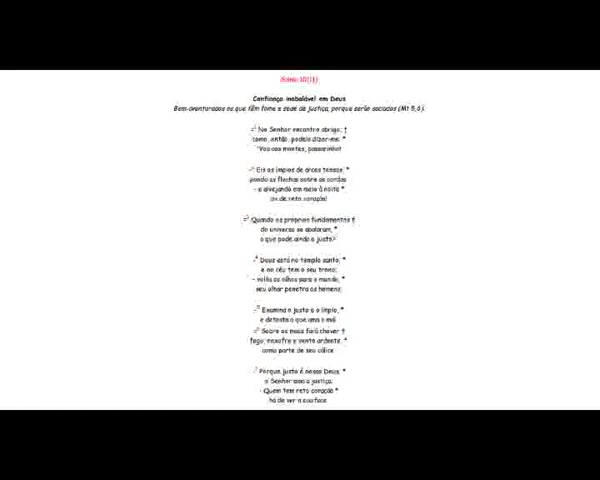 Salmo 10(11)
Confiança inabalável em Deus
Bem-aventurados os que têm fome e sede de justiça, porque serão saciados (Mt 5,6).
–¹ No Senhor encontro abrigo; †
como, então, podeis dizer-me: *
"Voa aos montes, passarinho!
–² Eis os ímpios de arcos tensos, *
pondo as flechas sobre as cordas
– e alvejando em meio à noite *
os de reto coração!
=³ Quando os próprios fundamentos †
do universo se abalaram, *
o que pode ainda o justo?"
–⁴ Deus está no templo santo, *
e no céu tem o seu trono;
– volta os olhos para o mundo, *
seu olhar penetra os homens.
–⁵ Examina o justo e o ímpio, *
e detesta o que ama o mal
=⁶ Sobre os maus fará chover †
fogo, enxofre e vento ardente, *
como parte de seu cálice
–⁷ Porque justo é nosso Deus, *
o Senhor ama a justiça.
– Quem tem reto coração *
há de ver a sua face